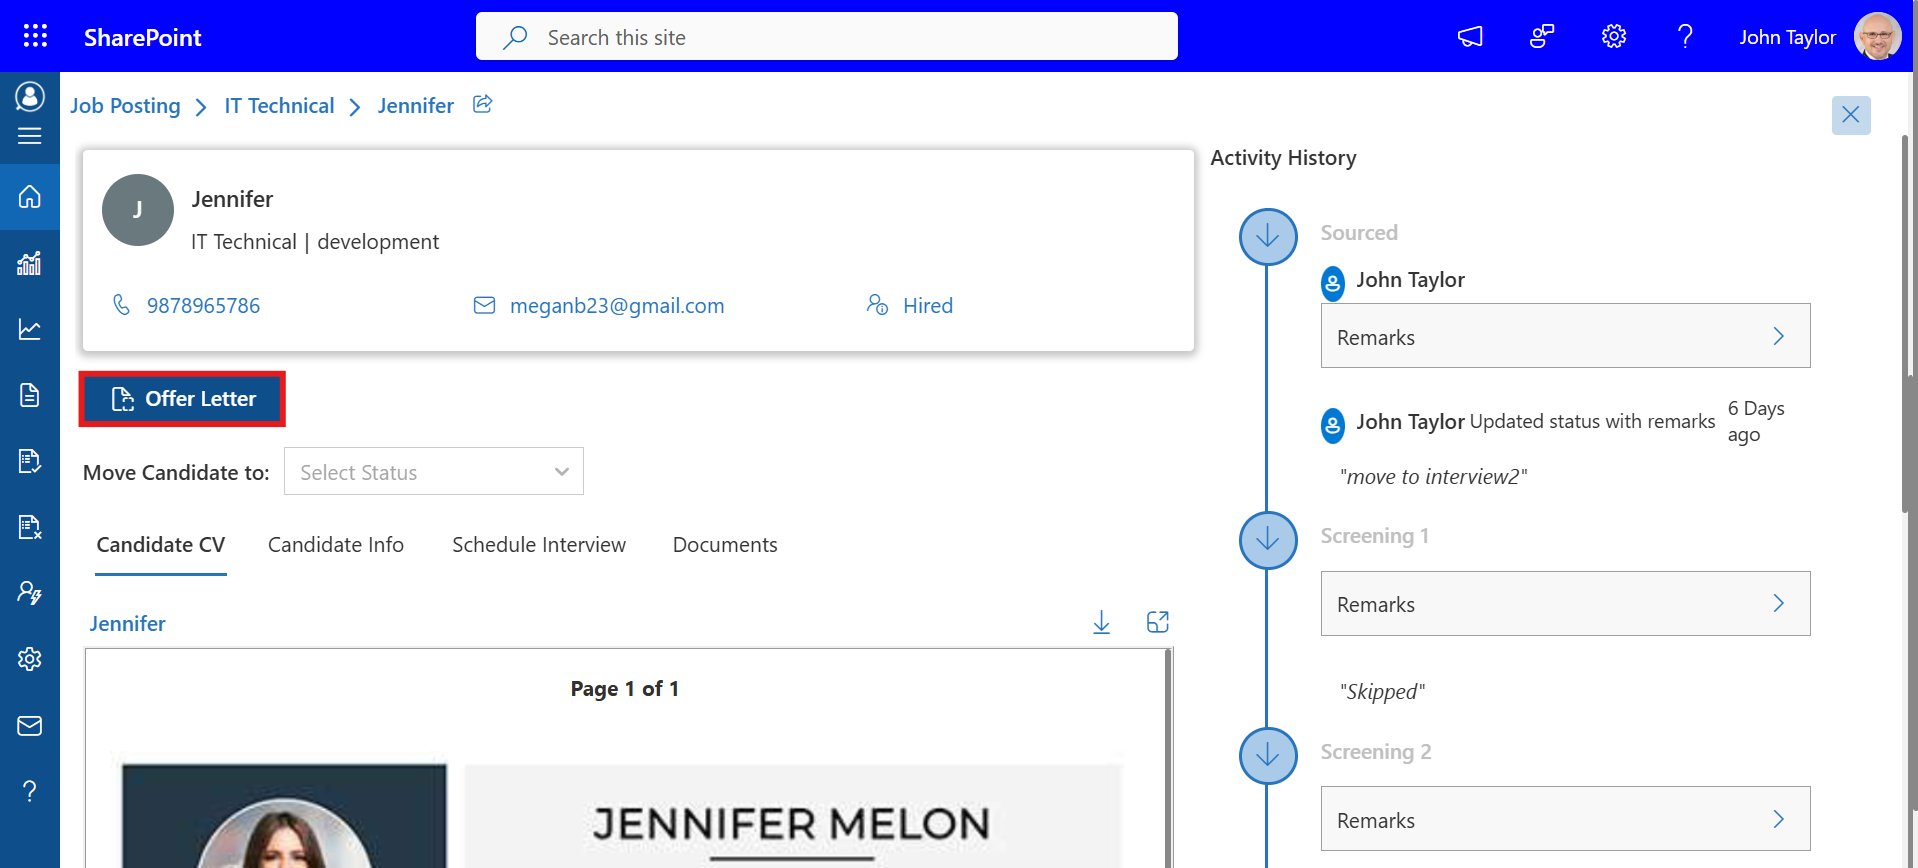 SharePoint
Search this site
John Taylor
Job Posting > IT Technical > Jennifer
J
Jennifer
IT Technical | development
9878965786
meganb23@gmail.com
Hired
Offer Letter
Move Candidate to:
Select Status
Candidate CV
Candidate Info
Schedule Interview
Documents
Jennifer
Page 1 of 1
JENNIFER MELON
Activity History
Sourced
John Taylor
Remarks
John Taylor Updated status with remarks
6 Days
ago
"move to interview2"
Screening 1
Remarks
"Skipped"
Screening 2
Remarks